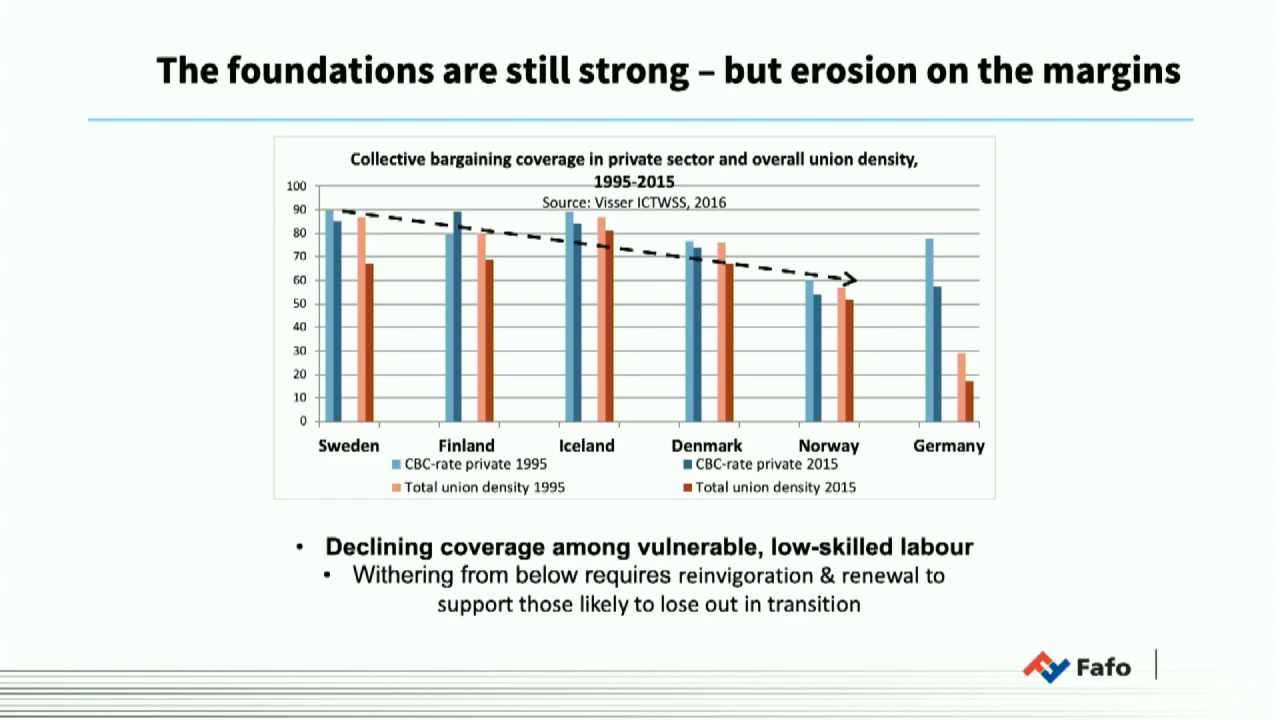 The foundations are still strong – but erosion on the margins
Collective bargaining coverage in private sector and overall union density,
1995-2015
Source: Visser ICTWSS, 2016
100
90
80
70
60
50
40
30
20
10
0
Sweden Finland Iceland Denmark Norway Germany
CBC-rate private 1995 CBC-rate private 2015
Total union density 1995 Total union density 2015
• Declining coverage among vulnerable, low-skilled labour
• Withering from below requires reinvigoration & renewal to
support those likely to lose out in transition
Fafo